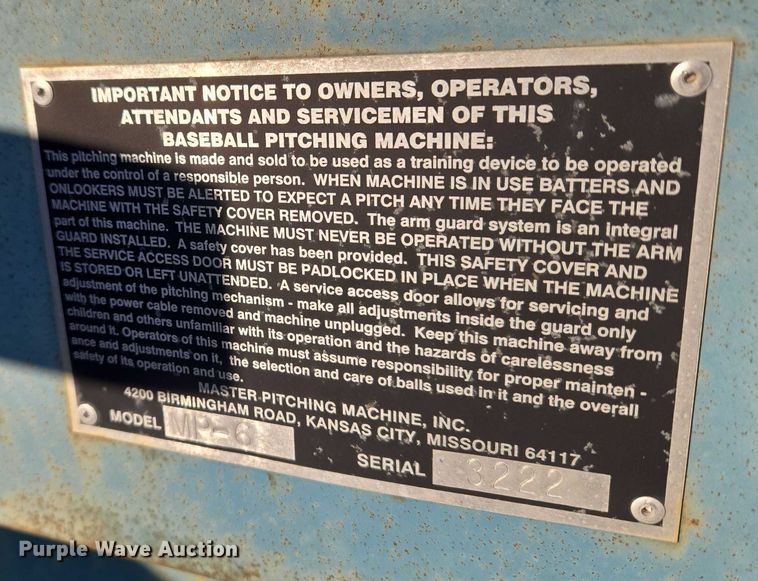 IMPORTANT NOTICE TO OWNERS, OPERATORS,
ATTENDANTS AND SERVICEMEN OF THIS
BASEBALL PITCHING MACHINE:
This pitching machine is made and sold to be used as a training device to be operated
under the control of a responsible person. WHEN MACHINE IS IN USE BATTERS AND
ONLOOKERS MUST BE ALERTED TO EXPECT A PITCH ANY TIME THEY FACE THE
MACHINE WITH THE SAFETY COVER REMOVED. The arm guard system is an integral
part of this machine. THE MACHINE MUST NEVER BE OPERATED WITHOUT THE ARM
GUARD INSTALLED. A safety cover has been provided. THIS SAFETY COVER AND
THE SERVICE ACCESS DOOR MUST BE PADLOCKED IN PLACE WHEN THE MACHINE
IS STORED OR LEFT UNATTENDED. A service access door allows for servicing and
adjustment of the pitching mechanism - make all adjustments inside the guard only
with the power cable removed and machine unplugged. Keep this machine away from
children and others unfamiliar with its operation and the hazards of carelessness
around it. Operators of this machine must assume responsibility for proper mainten -
ance and adjustments on it, the selection and care of balls used in it and the overall
safety of its operation and use.
MASTER PITCHING MACHINE, INC.
4200 BIRMINGHAM ROAD, KANSAS CITY, MISSOURI 64117
MODEL MP-6
SERIAL 3222
Purple Wave Auction